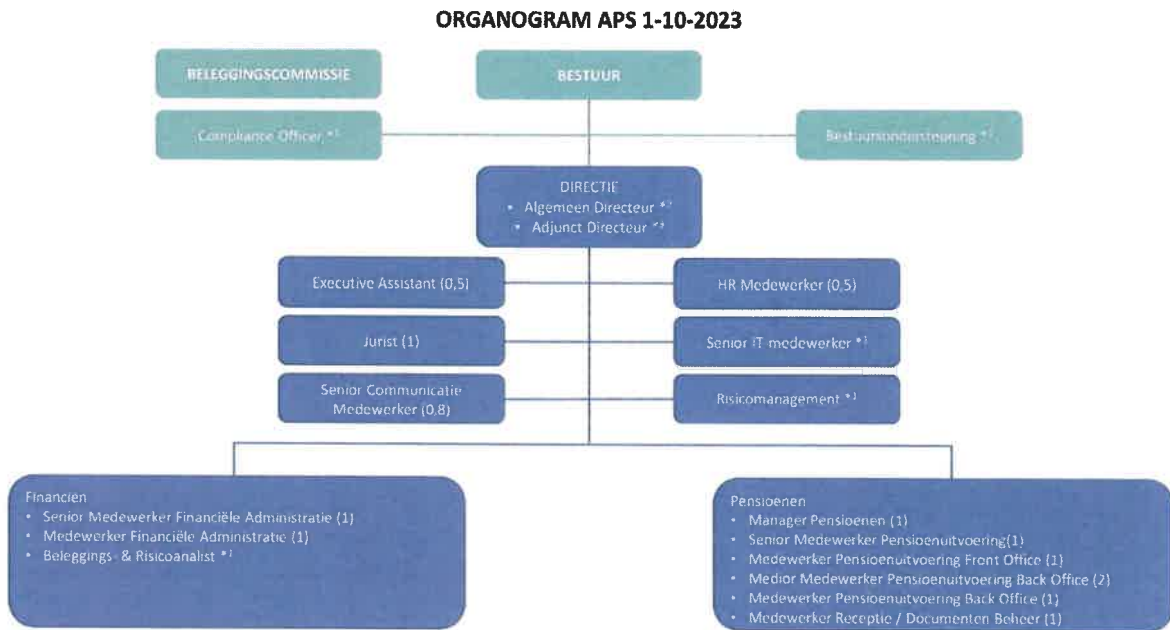 ORGANOGRAM APS 1-10-2023
BELEGGINGSCOMMISSIE
BESTUUR
Compliance Officer *¹
Bestuursondersteuning
DIRECTIE
• Algemeen Directeur
• Adjunct Directeur
Executive Assistant (0,5)
HR Medewerker (0,5)
Jurist (1)
Senior IT medewerker *¹
Senior Communicatie
Medewerker (0,8)
Risicomanagement *¹
Financiën
• Senior Medewerker Financiële Administratie (1)
• Medewerker Financiële Administratie (1)
• Beleggings- & Risicoanalist *¹
Pensioenen
• Manager Pensioenen (1)
• Senior Medewerker Pensioenuitvoering(1)
• Medewerker Pensioenuitvoering Front Office (1)
• Medior Medewerker Pensioenuitvoering Back Office (2)
• Medewerker Pensioenuitvoering Back Office (1)
• Medewerker Receptie / Documenten Beheer (1)